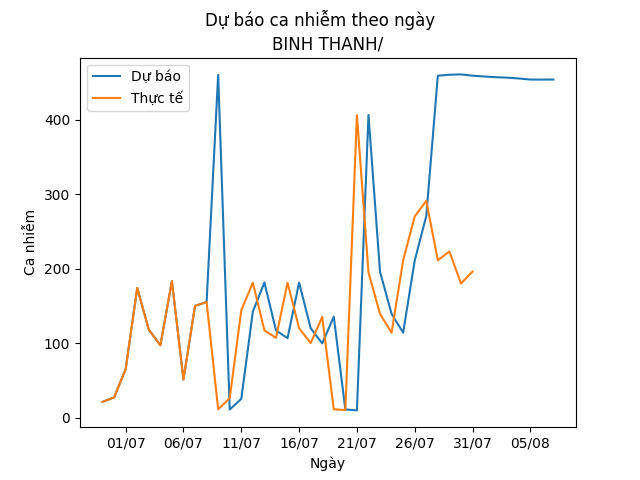 Dự báo ca nhiễm theo ngày
BINH THANH/
Dự báo
Thực tế
Ca nhiễm
400
300
200
100
0
01/07 06/07 11/07 16/07 21/07 26/07 31/07 05/08
Ngày